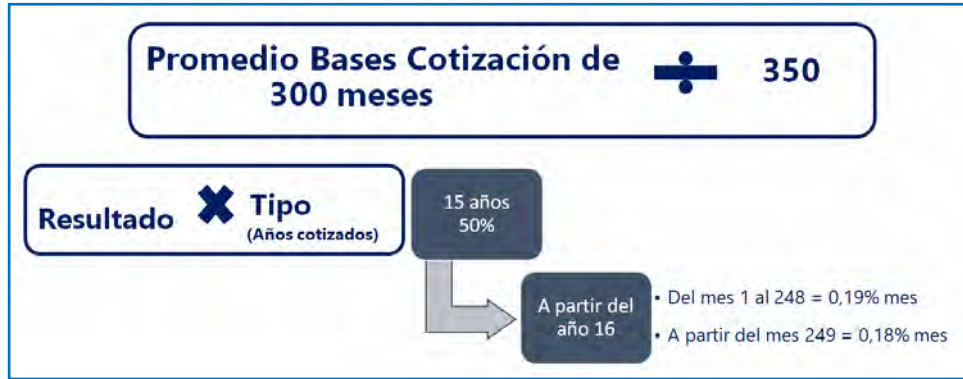 Promedio Bases Cotización de
300 meses
÷ 350
Resultado ✖ Tipo
(Años cotizados)
15 años
50%
A partir del
año 16
• Del mes 1 al 248 = 0,19% mes
• A partir del mes 249 = 0,18% mes